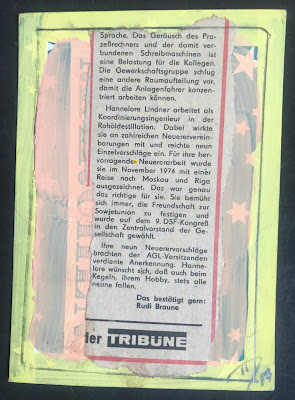 Sprache. Das Geräusch des Pro-
zeßrechners und der damit ver-
bundenen Schreibmaschinen ist
eine Belastung für die Kollegen.
Die Gewerkschaftsgruppe schlug
eine andere Raumaufteilung vor,
damit die Anlagenfahrer konzen-
triert arbeiten können.
Hannelore Lindner arbeitet als
Koordinierungsingenieur in der
Rohöldestillation. Dabei wirkte
sie an zahlreichen Neuererverein-
barungen mit und reichte neun
Einzelvorschläge ein. Für ihre her-
vorragende Neuererarbeit wurde
sie im November 1974 mit einer
Reise nach Moskau und Riga
ausgezeichnet. Das war genau
das richtige für sie. Sie bemüht
sich immer, die Freundschaft zur
Sowjetunion zu festigen und
wurde auf dem 9. DSF-Kongreß
in den Zentralvorstand der Ge-
sellschaft gewählt.
Ihre neun Neuerervorschläge
brachten der AGL-Vorsitzenden
verdiente Anerkennung. Hanne-
lore wünscht sich, daß auch beim
Kegeln, ihrem Hobby, stets alle
neune fallen.
Das bestätigt gern:
Rudi Braune
der TRIBÜNE